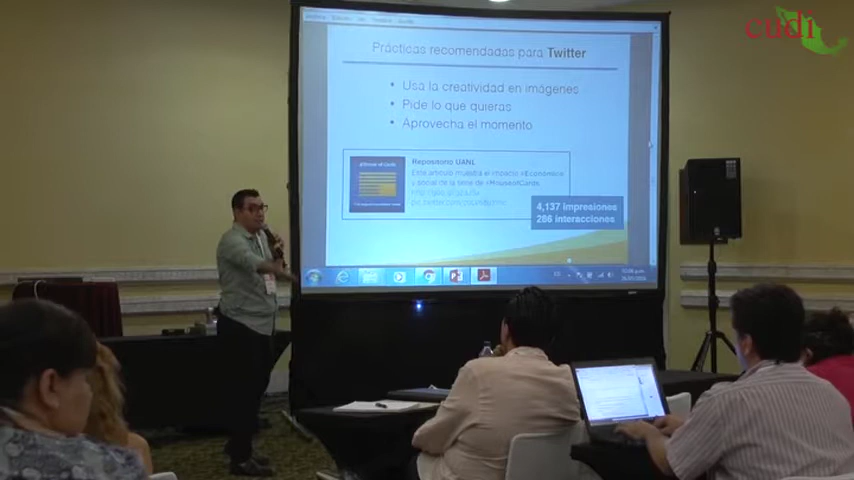 cudi
Prácticas recomendadas para Twitter
• Usa la creatividad en imágenes
• Pide lo que quieras
• Aprovecha el momento
Repositorio UANL
Este artículo muestra el impacto #Económico
y social de la serie de #HouseofCards
4,137 impresiones
286 interacciones